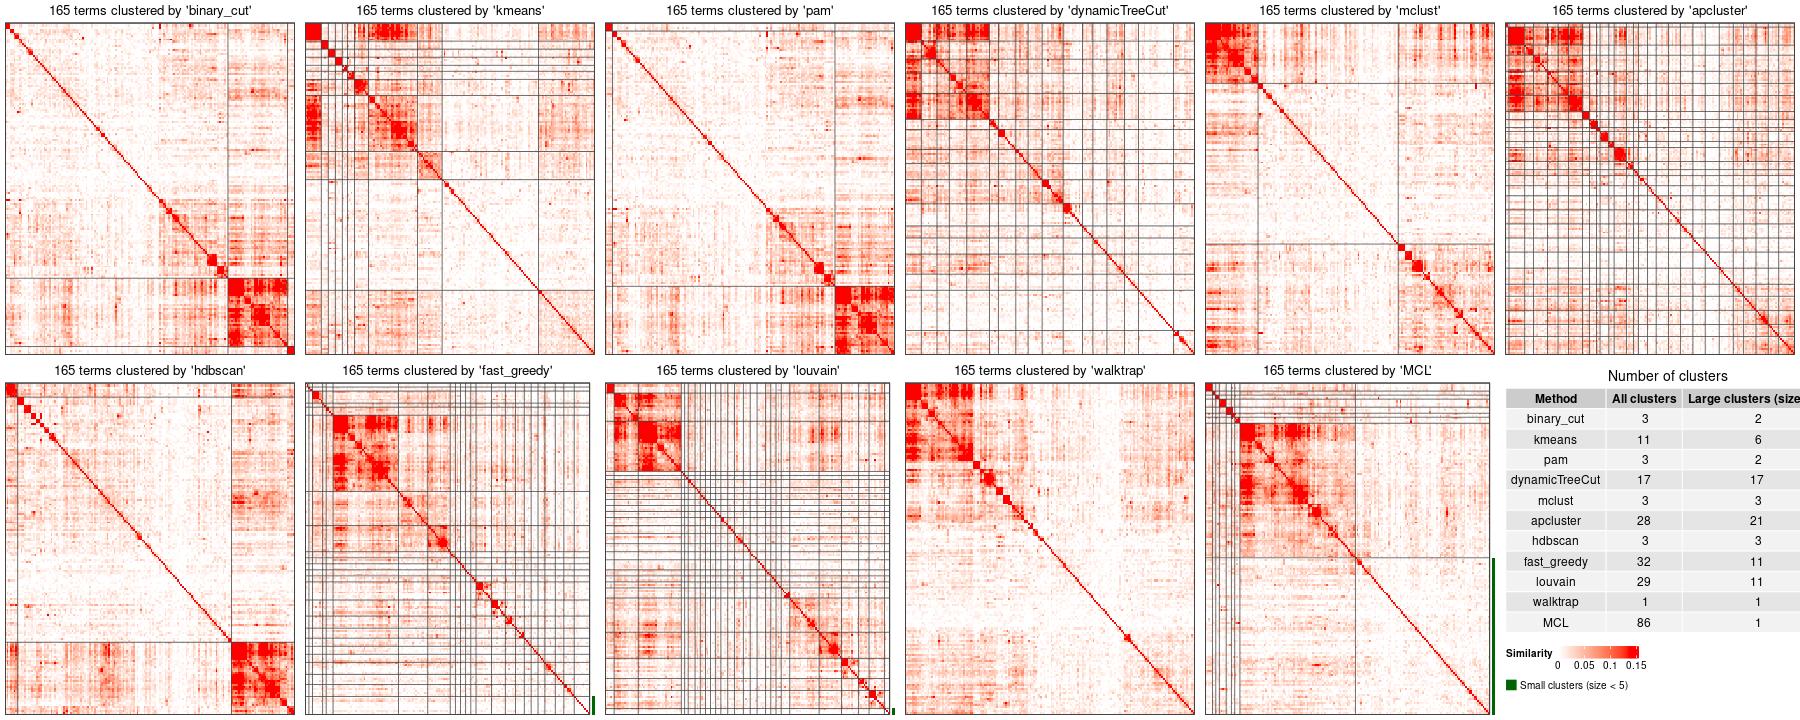 165 terms clustered by 'binary_cut'
165 terms clustered by 'kmeans'
165 terms clustered by 'pam'
165 terms clustered by 'dynamicTreeCut'
165 terms clustered by 'mclust'
165 terms clustered by 'apcluster'
165 terms clustered by 'hdbscan'
165 terms clustered by 'fast_greedy'
165 terms clustered by 'louvain'
165 terms clustered by 'walktrap'
165 terms clustered by 'MCL'
Number of clusters
Method All clusters Large clusters (size
binary_cut 3 2
kmeans 11 6
pam 3 2
dynamicTreeCut 17 17
mclust 3 3
apcluster 28 21
hdbscan 3 3
fast_greedy 32 11
louvain 29 11
walktrap 1 1
MCL 86 1
Similarity
0 0.05 0.1 0.15
Small clusters (size < 5)